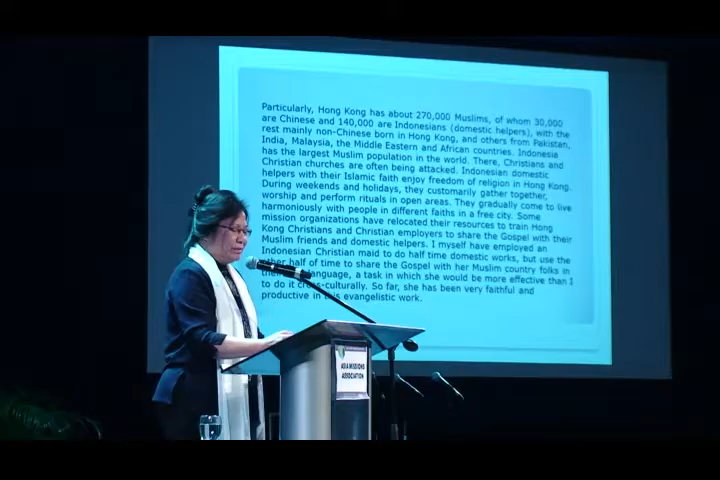 Particularly, Hong Kong has about 270,000 Muslims, of whom 30,000
are Chinese and 140,000 are Indonesians (domestic helpers), with the
rest mainly non-Chinese born in Hong Kong, and others from Pakistan,
India, Malaysia, the Middle Eastern and African countries. Indonesia
has the largest Muslim population in the world. There, Christians and
Christian churches are often being attacked. Indonesian domestic
helpers with their Islamic faith enjoy freedom of religion in Hong Kong.
During weekends and holidays, they customarily gather together,
worship and perform rituals in open areas. They gradually come to live
harmoniously with people in different faiths in a free city. Some
mission organizations have relocated their resources to train Hong
Kong Christians and Christian employers to share the Gospel with their
Muslim friends and domestic helpers. I myself have employed an
Indonesian Christian maid to do half time domestic works, but use the
other half of time to share the Gospel with her Muslim country folks in
language, a task in which she would be more effective than I
to do it cross-culturally. So far, she has been very faithful and
productive in this evangelistic work.
ASIA MISSIONS
ASSOCIATION